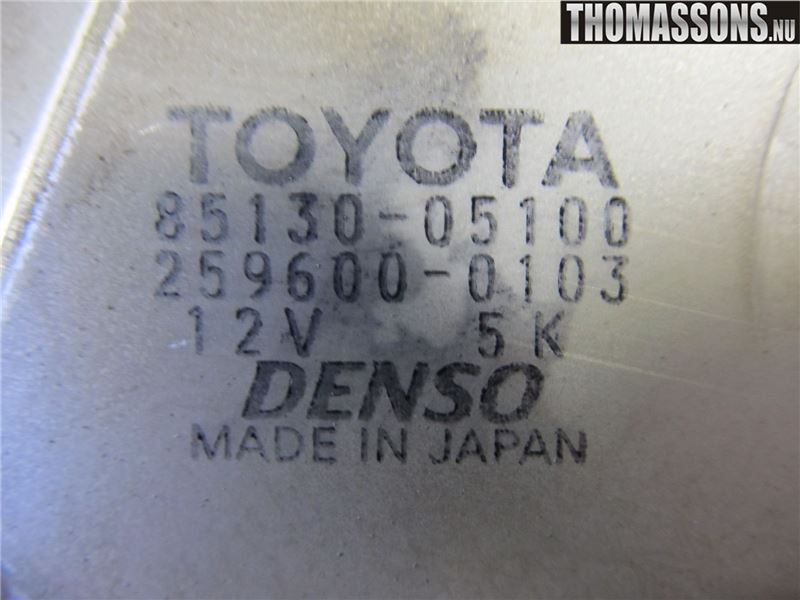 THOMASSONS.NU
TOYOTA
85130-05100
259600-0103
12V 5K
DENSO
MADE IN JAPAN